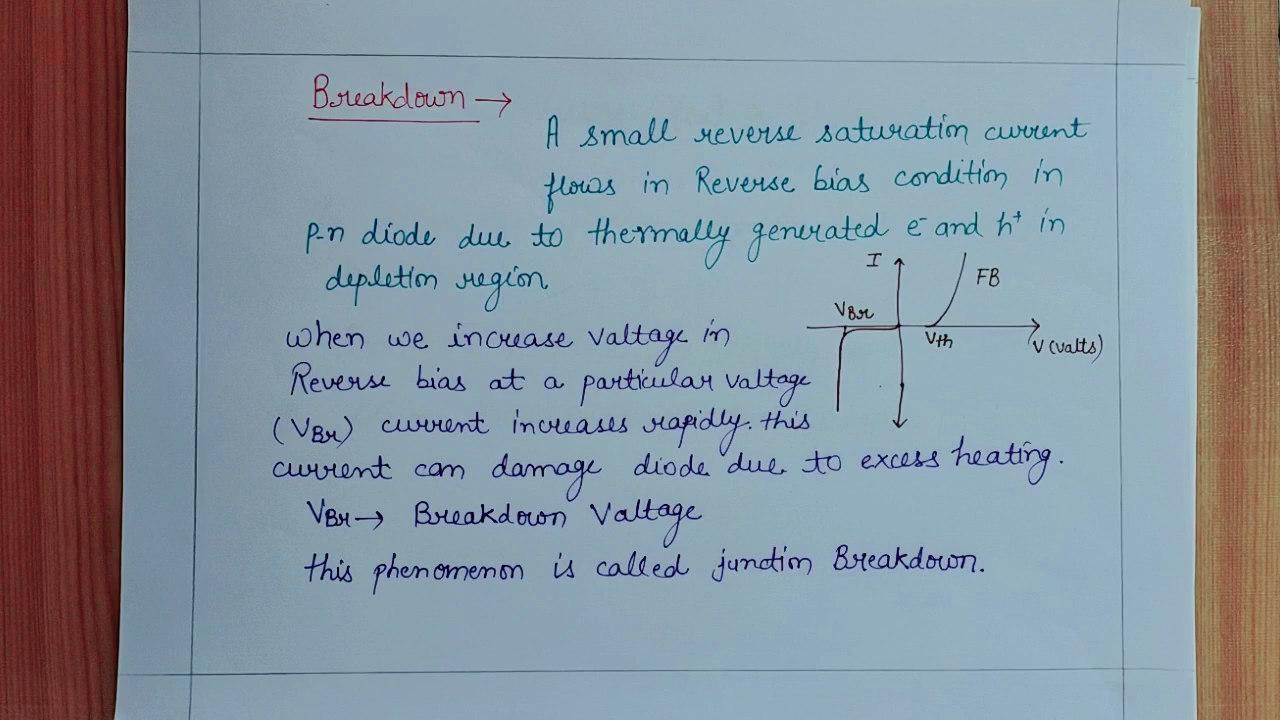 Breakdown →
A small reverse saturation current
flows in Reverse bias condition in
p-n diode due to thermally generated e⁻ and h⁺ in
depletion region.
I
FB
VBr
Vth
V (valts)
when we increase valtage in
Reverse bias at a particular valtage
(VBr) current increases rapidly. this
current can damage diode due to excess heating.
VBr → Breakdown Valtage
this phenomenon is called junction Breakdown.